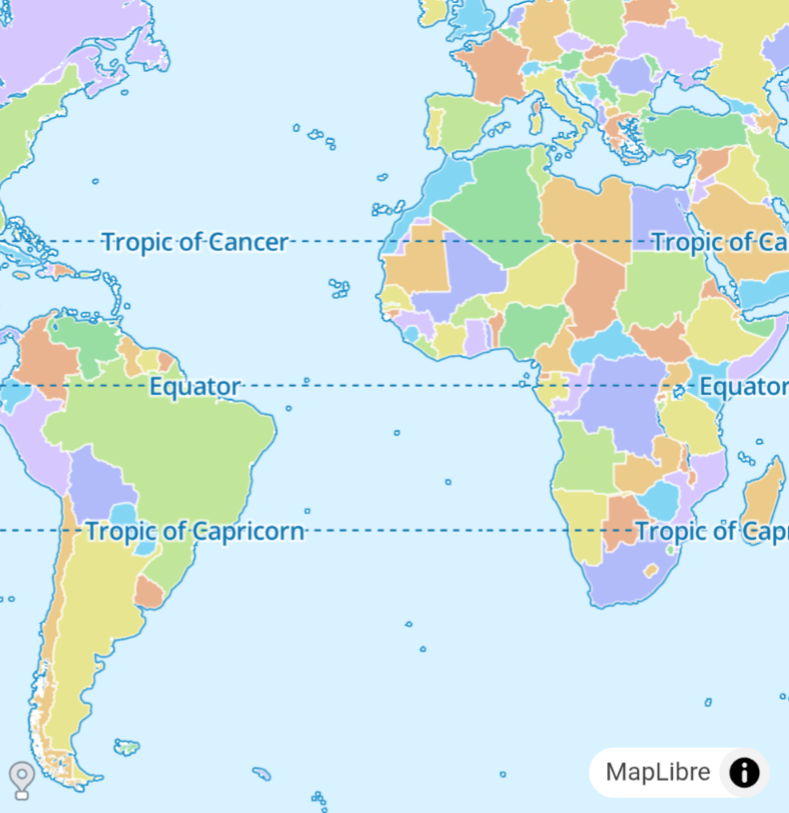 Tropic of Cancer
Tropic of Ca
Equator
Equator
Tropic of Capricorn
Tropic of Capr
MapLibre